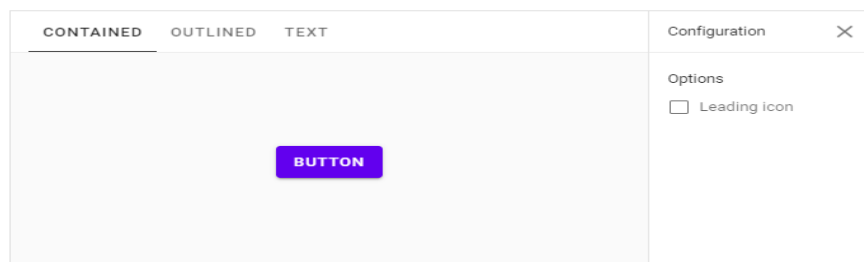 CONTAINED OUTLINED TEXT
Configuration
Options
Leading icon
BUTTON